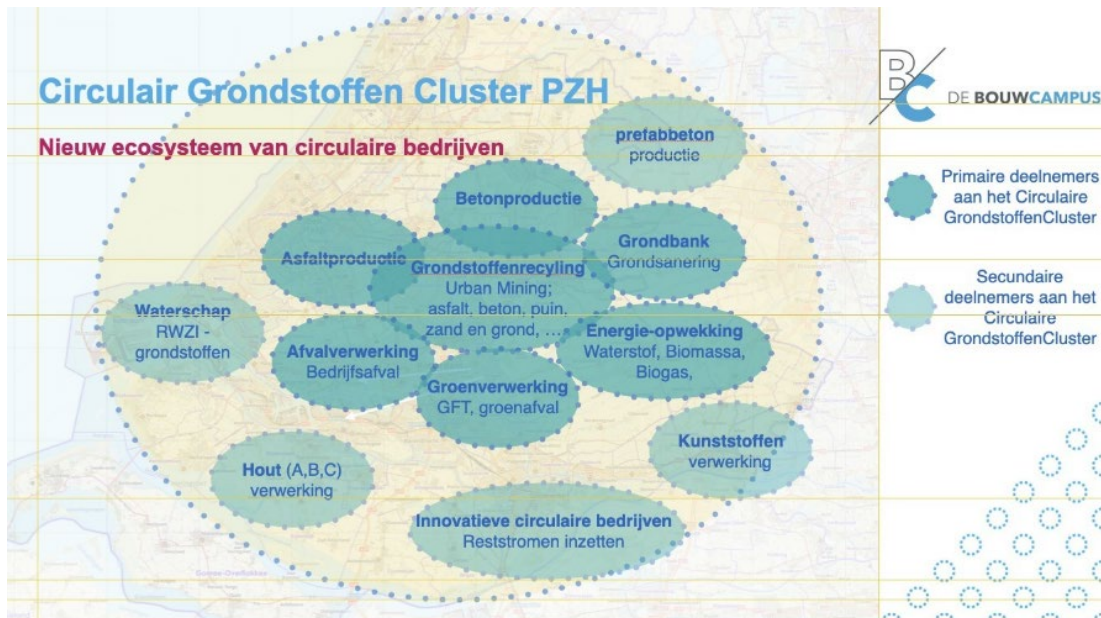 Circulair Grondstoffen Cluster PZH
Nieuw ecosysteem van circulaire bedrijven
BC DE BOUWCAMPUS
prefabbeton
productie
Betonproductie
Asfaltproductie
Grondbank
Grondsanering
Grondstoffenrecyling
Urban Mining;
asfalt, beton, puin,
zand en grond, ...
Waterschap
RWZI -
grondstoffen
Afvalverwerking
Bedrijfsafval
Energie-opwekking
Waterstof, Biomassa,
Biogas,
Groenverwerking
GFT, groenafval
Hout (A,B,C)
verwerking
Kunststoffen
verwerking
Innovatieve circulaire bedrijven
Reststromen inzetten
Primaire deelnemers
aan het Circulaire
GrondstoffenCluster
Secundaire
deelnemers aan het
Circulaire
GrondstoffenCluster